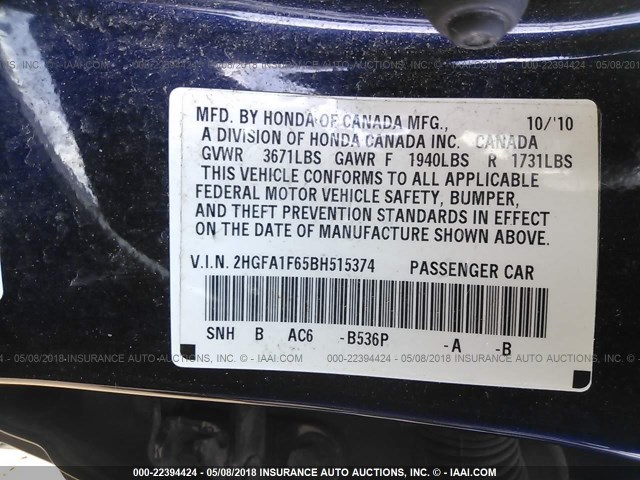 MFD. BY HONDA OF CANADA MFG., 10/'10
A DIVISION OF HONDA CANADA INC. CANADA
GVWR 3671LBS GAWR F 1940LBS R 1731LBS
THIS VEHICLE CONFORMS TO ALL APPLICABLE
FEDERAL MOTOR VEHICLE SAFETY, BUMPER,
AND THEFT PREVENTION STANDARDS IN EFFECT
ON THE DATE OF MANUFACTURE SHOWN ABOVE.
V.I.N. 2HGFA1F65BH515374 PASSENGER CAR
SNH B AC6 -B536P -A -B
000-22394424 - 05/08/2018 INSURANCE AUTO AUCTIONS, INC. - © IAAI.COM